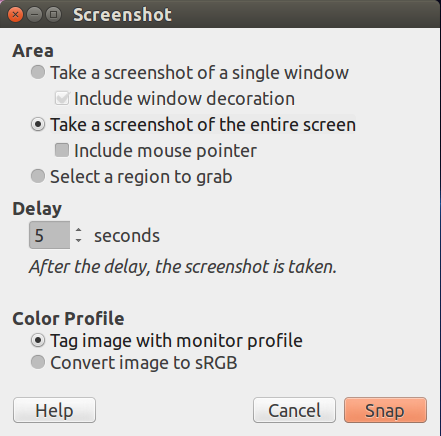 Screenshot
Area
Take a screenshot of a single window
Include window decoration
Take a screenshot of the entire screen
Include mouse pointer
Select a region to grab
Delay
5 seconds
After the delay, the screenshot is taken.
Color Profile
Tag image with monitor profile
Convert image to sRGB
Help Cancel Snap